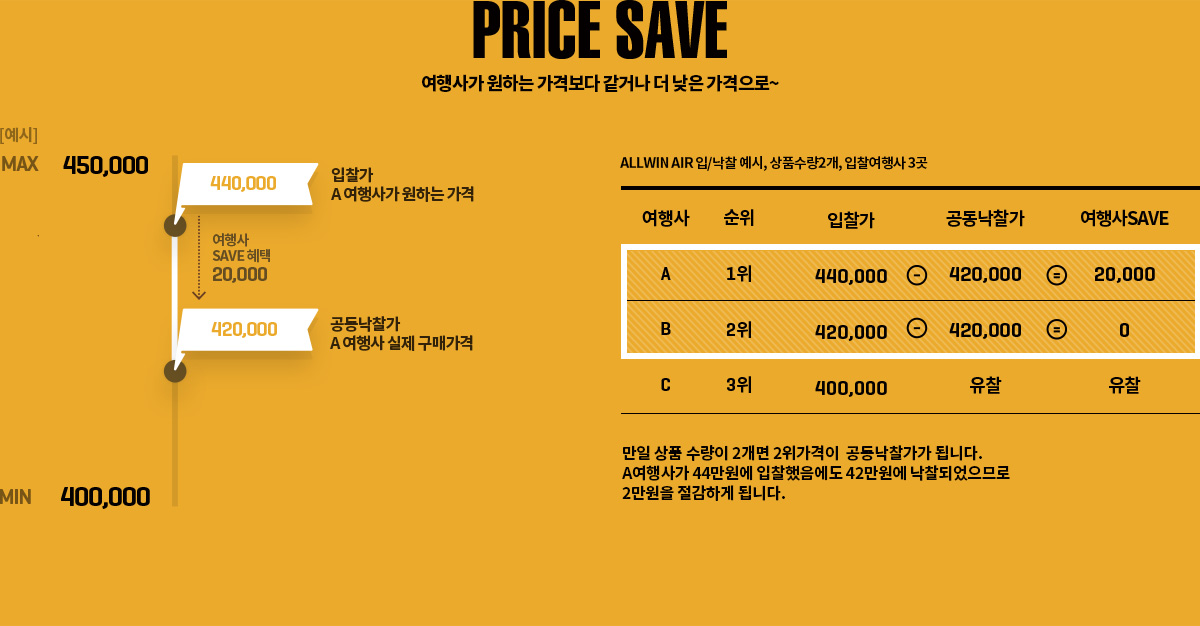 PRICE SAVE
여행사가 원하는 가격보다 같거나 더 낮은 가격으로~
[예시]
MAX 450,000
440,000
입찰가
A 여행사가 원하는 가격
여행사
SAVE 혜택
20,000
420,000
공동낙찰가
A 여행사 실제 구매가격
MIN 400,000
ALLWIN AIR 입/낙찰 예시, 상품수량2개, 입찰여행사 3곳
여행사 순위 입찰가 공동낙찰가 여행사SAVE
A 1위 440,000 - 420,000 = 20,000
B 2위 420,000 - 420,000 = 0
C 3위 400,000 유찰 유찰
만일 상품 수량이 2개면 2위가격이 공동낙찰가가 됩니다.
A여행사가 44만원에 입찰했음에도 42만원에 낙찰되었으므로
2만원을 절감하게 됩니다.